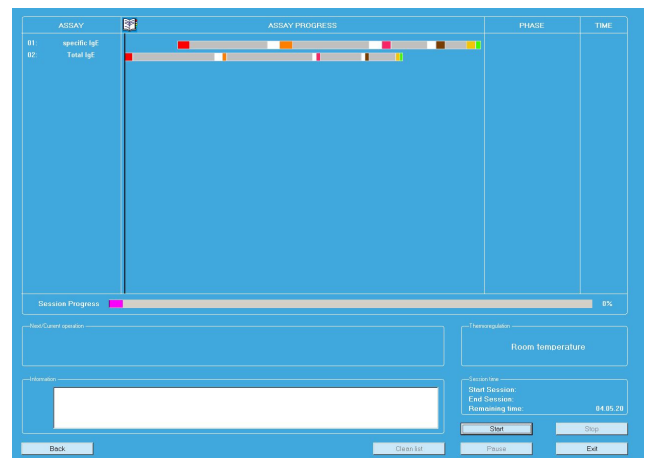 ASSAY ASSAY PROGRESS PHASE TIME
01: specific IgE
02: Total IgE
Session Progress 0%
Next/Current operation
Thermoregulation
Room temperature
Information
Session time
Start Session:
End Session:
Remaining time: 04.05.20
Start Stop
Back Clean list Pause Exit